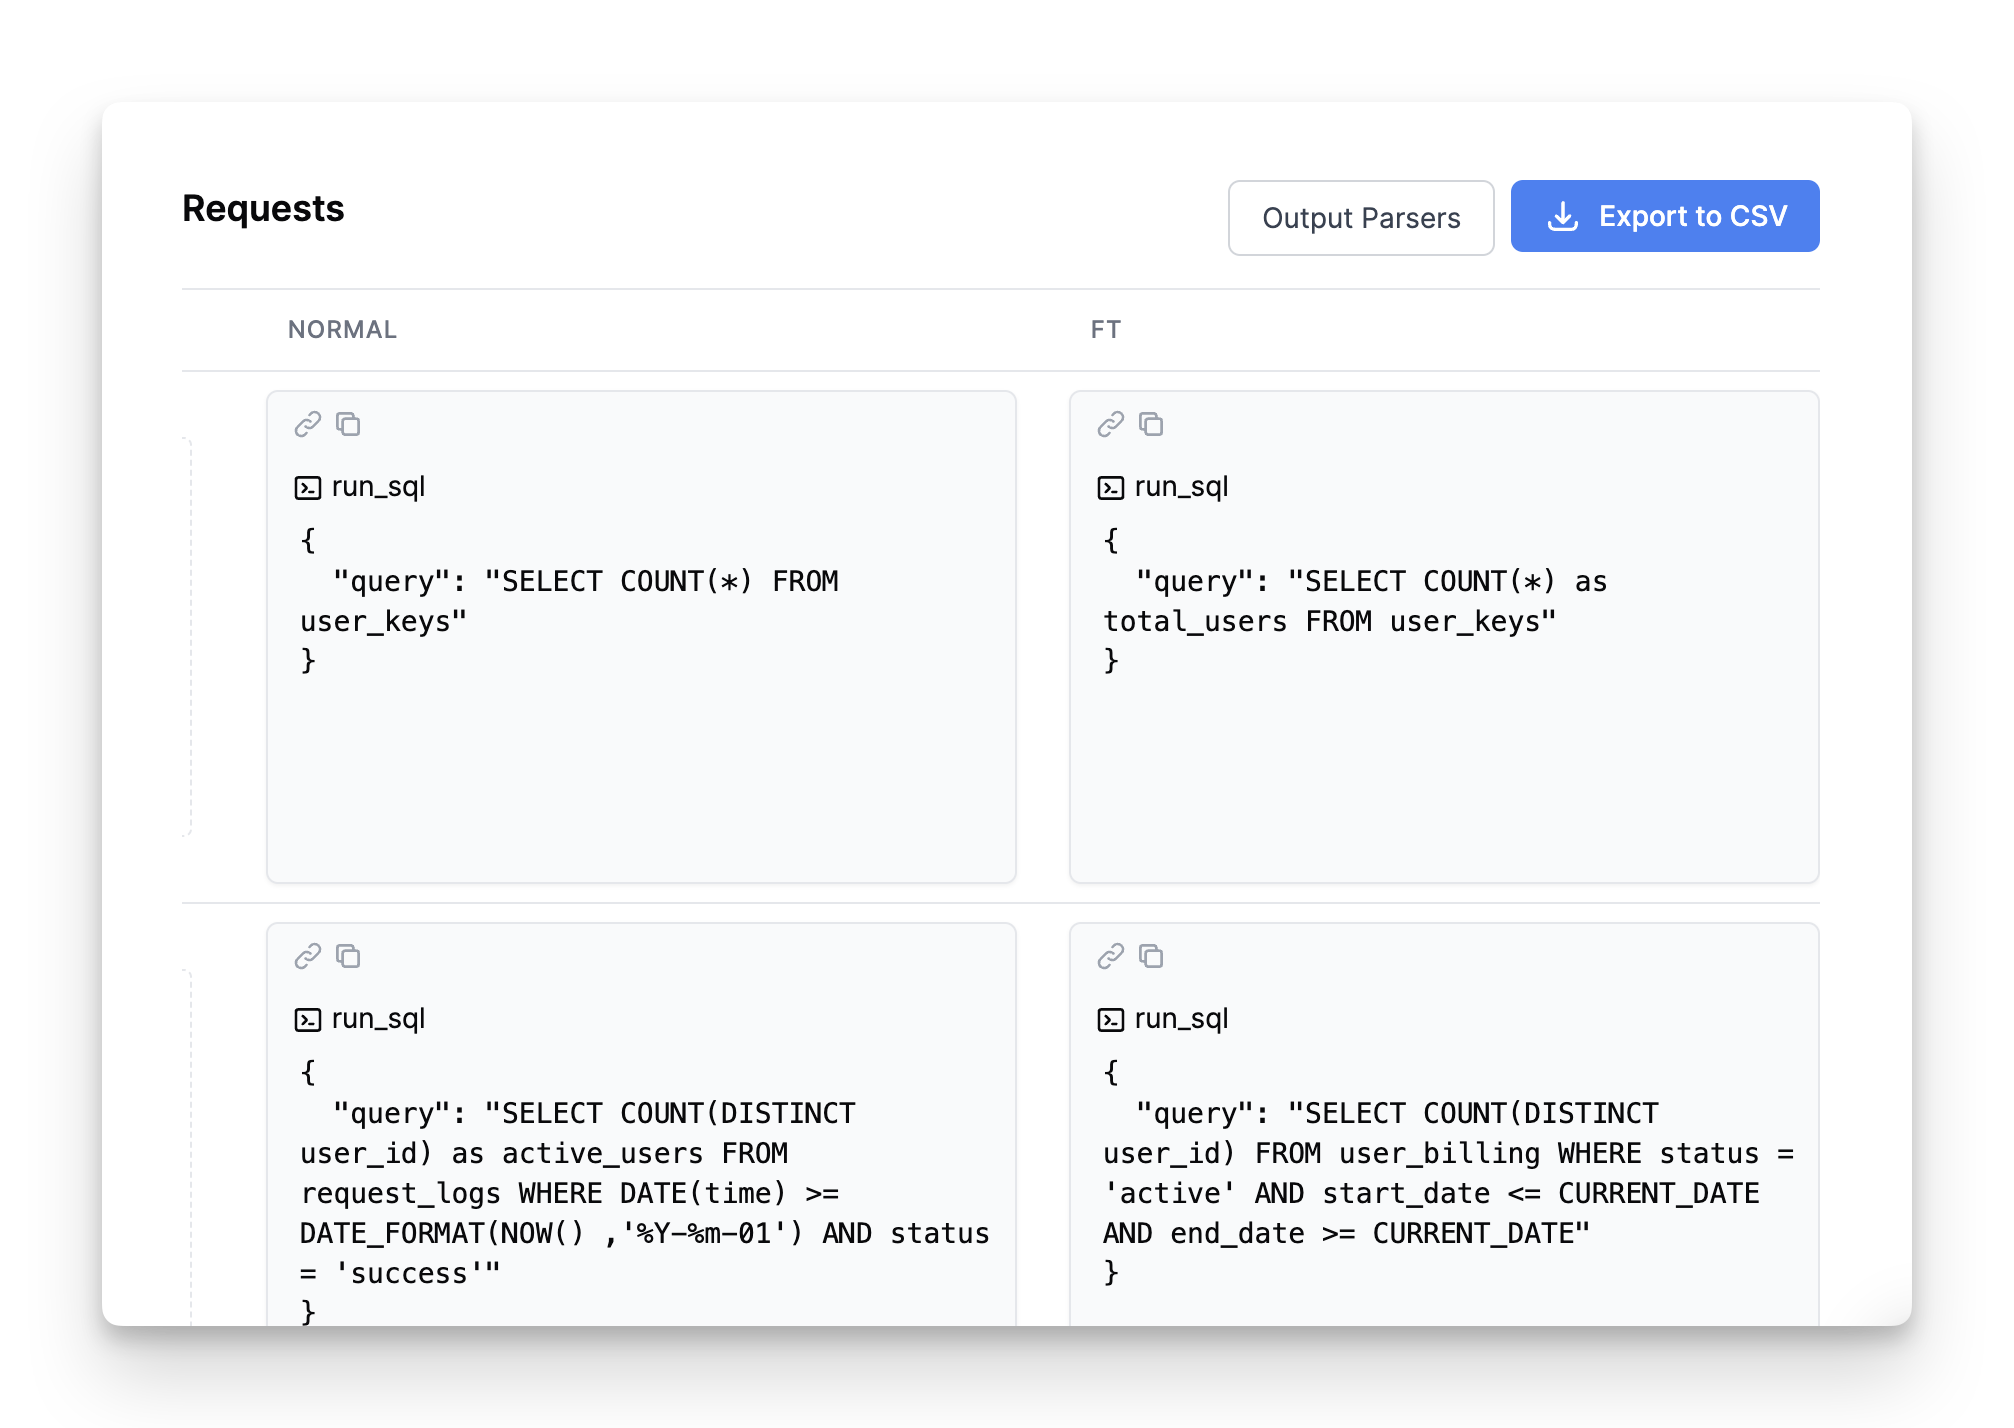 Requests
Output Parsers
Export to CSV
NORMAL
FT
run_sql
{
  "query": "SELECT COUNT(*) FROM
user_keys"
}
run_sql
{
  "query": "SELECT COUNT(*) as
total_users FROM user_keys"
}
run_sql
{
  "query": "SELECT COUNT(DISTINCT
user_id) as active_users FROM
request_logs WHERE DATE(time) >=
DATE_FORMAT(NOW() ,'%Y-%m-01') AND status
= 'success'"
}
run_sql
{
  "query": "SELECT COUNT(DISTINCT
user_id) FROM user_billing WHERE status =
'active' AND start_date <= CURRENT_DATE
AND end_date >= CURRENT_DATE"
}